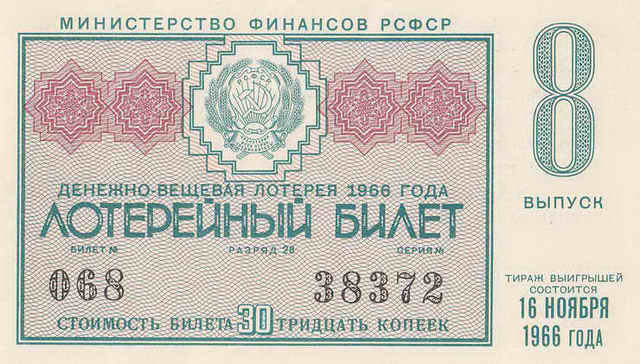 МИНИСТЕРСТВО ФИНАНСОВ РСФСР
РСФСР
ДЕНЕЖНО-ВЕЩЕВАЯ ЛОТЕРЕЯ 1966 ГОДА
ЛОТЕРЕЙНЫЙ БИЛЕТ
БИЛЕТ № РАЗРЯД 28 СЕРИЯ №
068 38372
СТОИМОСТЬ БИЛЕТА 30 ТРИДЦАТЬ КОПЕЕК
8
ВЫПУСК
ТИРАЖ ВЫИГРЫШЕЙ
СОСТОИТСЯ
16 НОЯБРЯ
1966 ГОДА